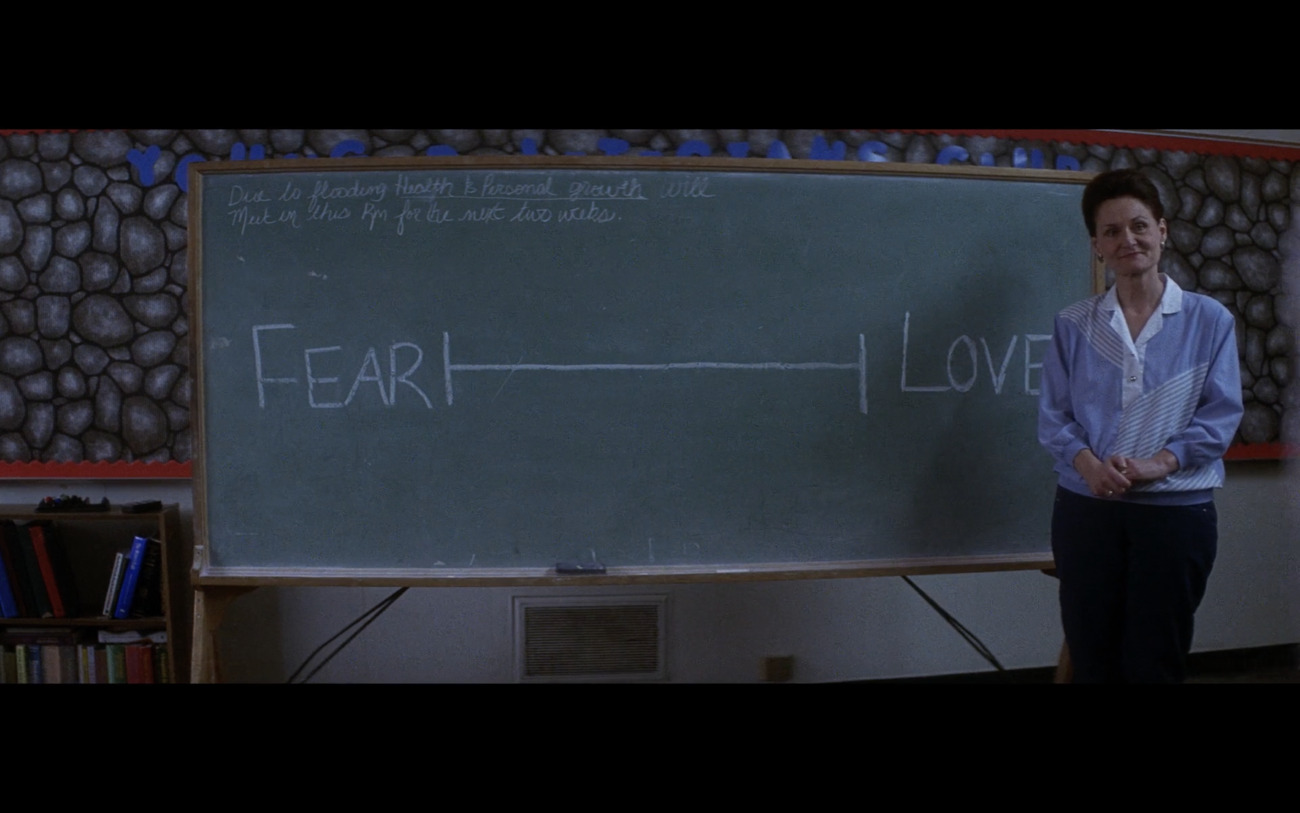 Due to flooding Health & Personal growth will
Meet in this Rm for the next two weeks.
FEAR LOVE